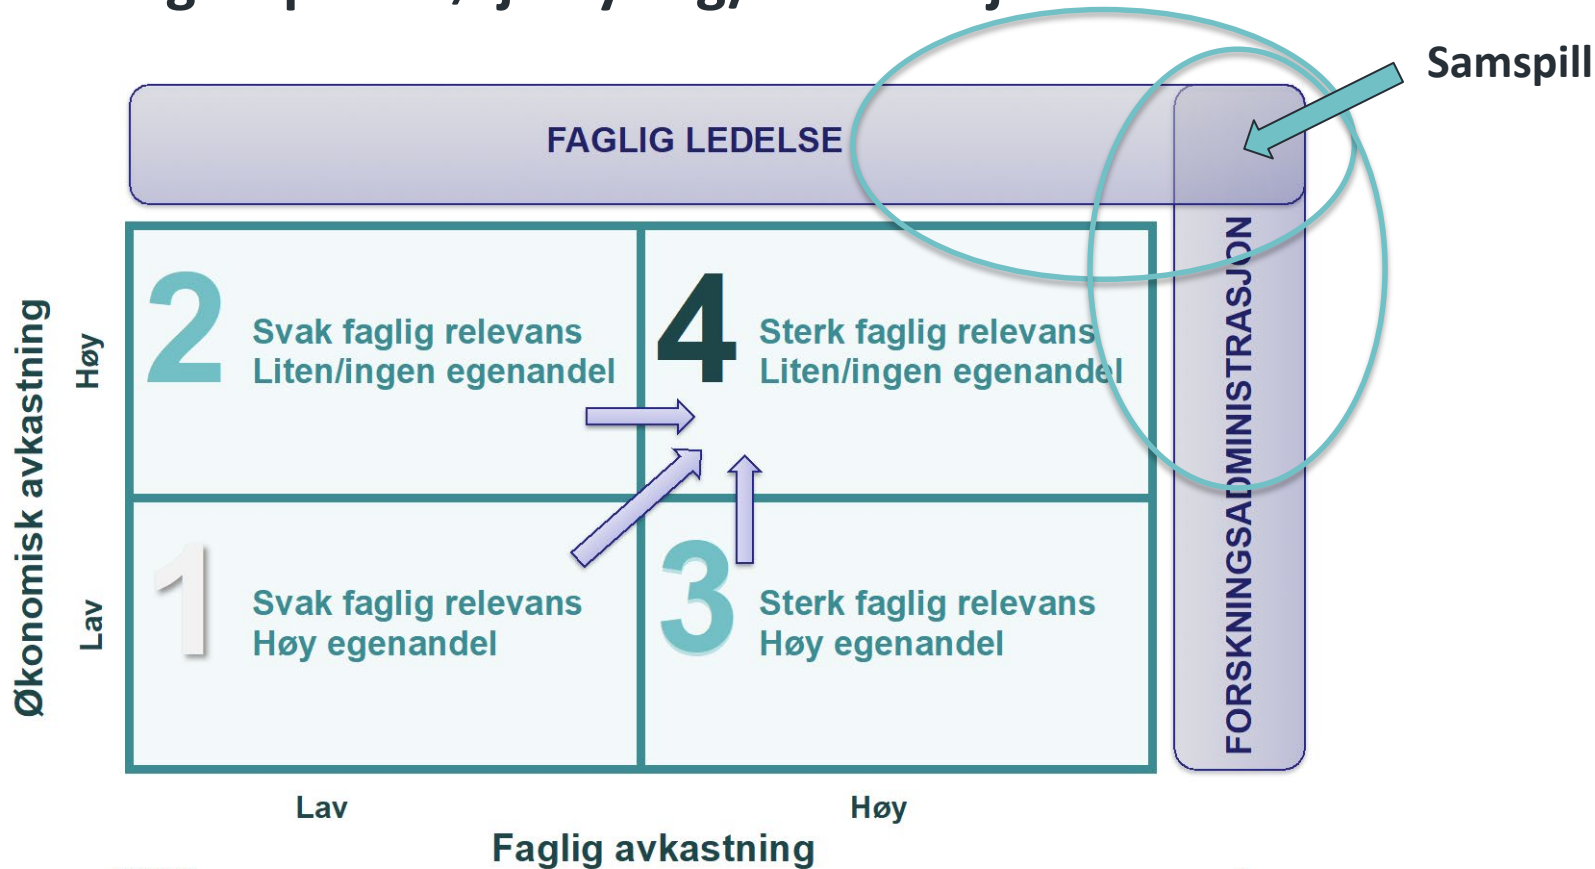 Samspill
FAGLIG LEDELSE
FORSKNINGSADMINISTRASJON
Økonomisk avkastning
Høy
Lav
2
Svak faglig relevans
Liten/ingen egenandel
4
Sterk faglig relevans
Liten/ingen egenandel
1
Svak faglig relevans
Høy egenandel
3
Sterk faglig relevans
Høy egenandel
Lav
Høy
Faglig avkastning